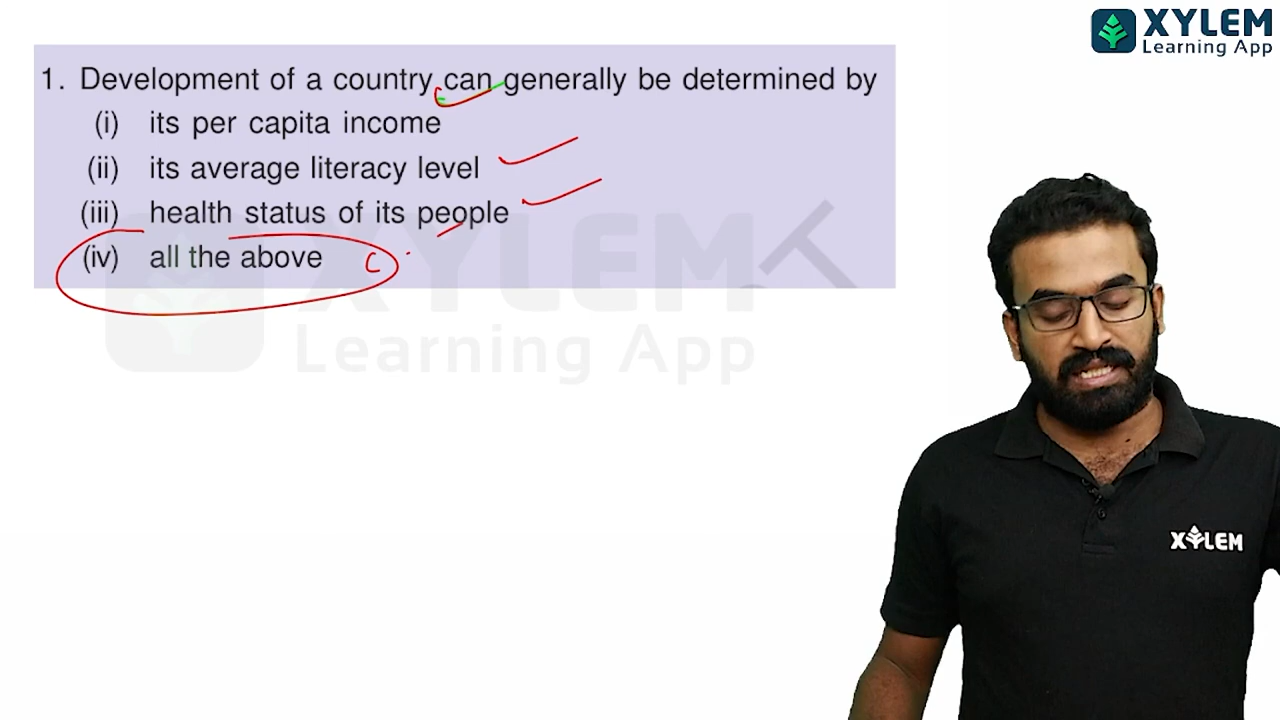 XYLEM
Learning App
1. Development of a country can generally be determined by
(i) its per capita income
(ii) its average literacy level
(iii) health status of its people
(iv) all the above
XYLEM
Learning App
XYLEM